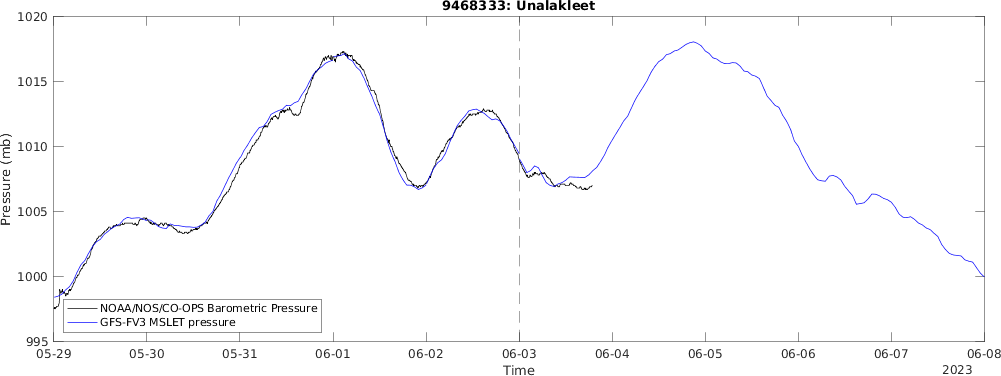 9468333: Unalakleet
1020
1015
1010
1005
1000
995
Pressure (mb)
NOAA/NOS/CO-OPS Barometric Pressure
GFS-FV3 MSLET pressure
05-29 05-30 05-31 06-01 06-02 06-03 06-04 06-05 06-06 06-07 06-08
Time
2023